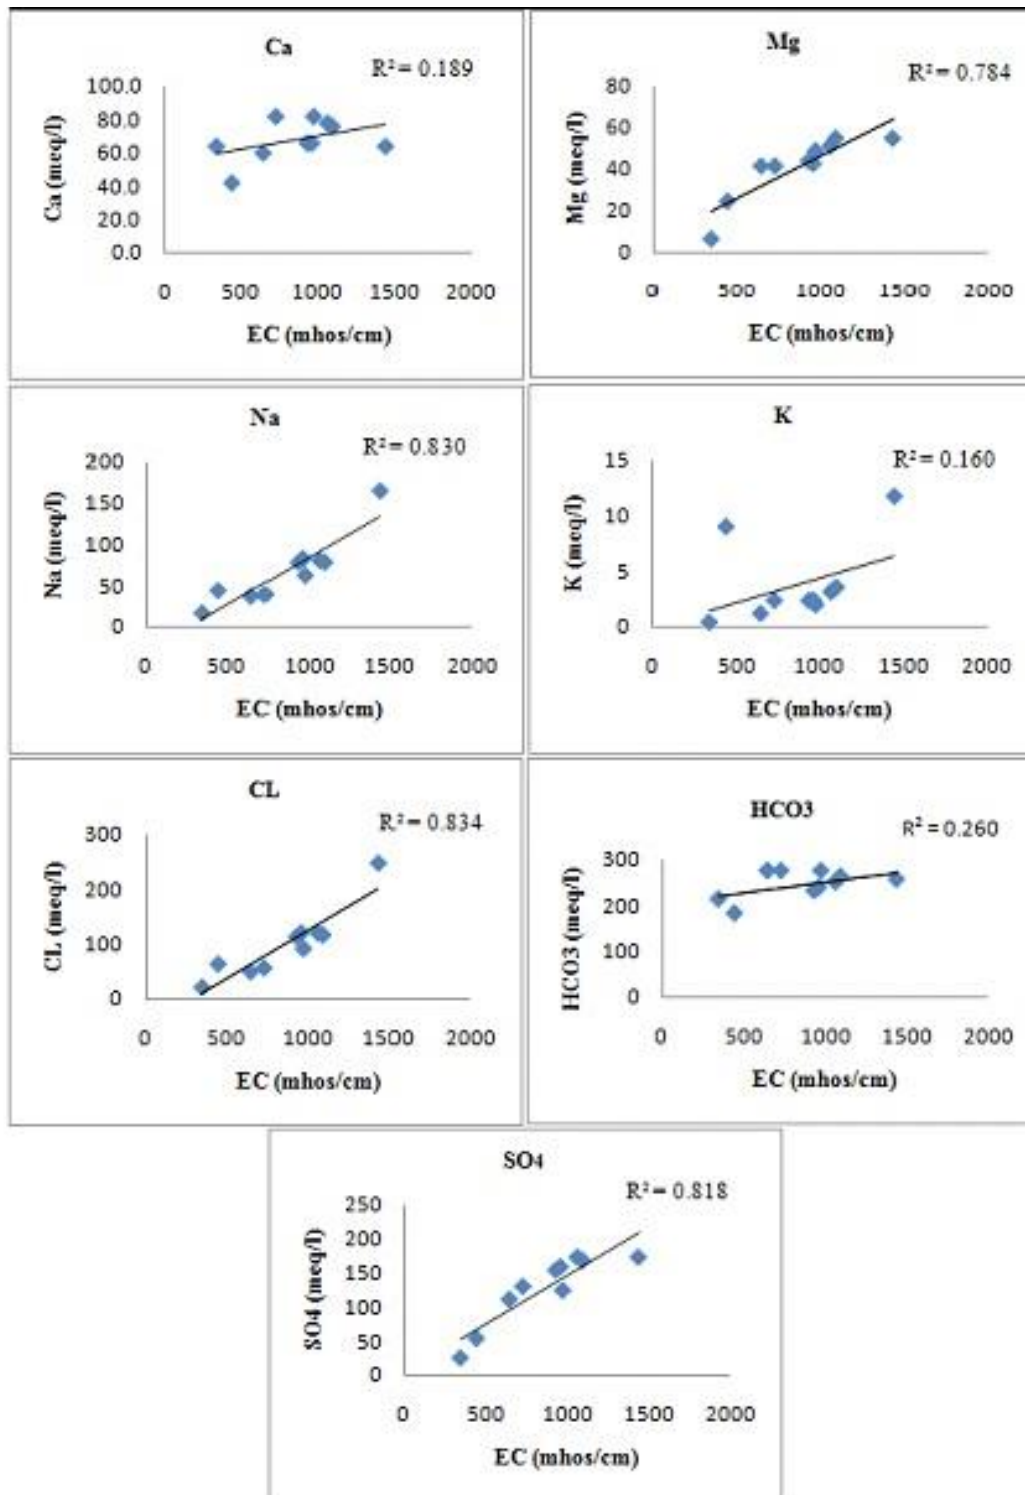 Ca
R² = 0.189
100.0
80.0
60.0
40.0
20.0
0.0
Ca (meq/l)
0 500 1000 1500 2000
EC (mhos/cm)
Mg
R² = 0.784
80
60
40
20
0
Mg (meq/l)
0 500 1000 1500 2000
EC (mhos/cm)
Na
R² = 0.830
200
150
100
50
0
Na (meq/l)
0 500 1000 1500 2000
EC (mhos/cm)
K
R² = 0.160
15
10
5
0
K (meq/l)
0 500 1000 1500 2000
EC (mhos/cm)
CL
R² = 0.834
300
200
100
0
CL (meq/l)
0 500 1000 1500 2000
EC (mhos/cm)
HCO3
R² = 0.260
300
200
100
0
HCO3 (meq/l)
0 500 1000 1500 2000
EC (mhos/cm)
SO4
R² = 0.818
250
200
150
100
50
0
SO4 (meq/l)
0 500 1000 1500 2000
EC (mhos/cm)